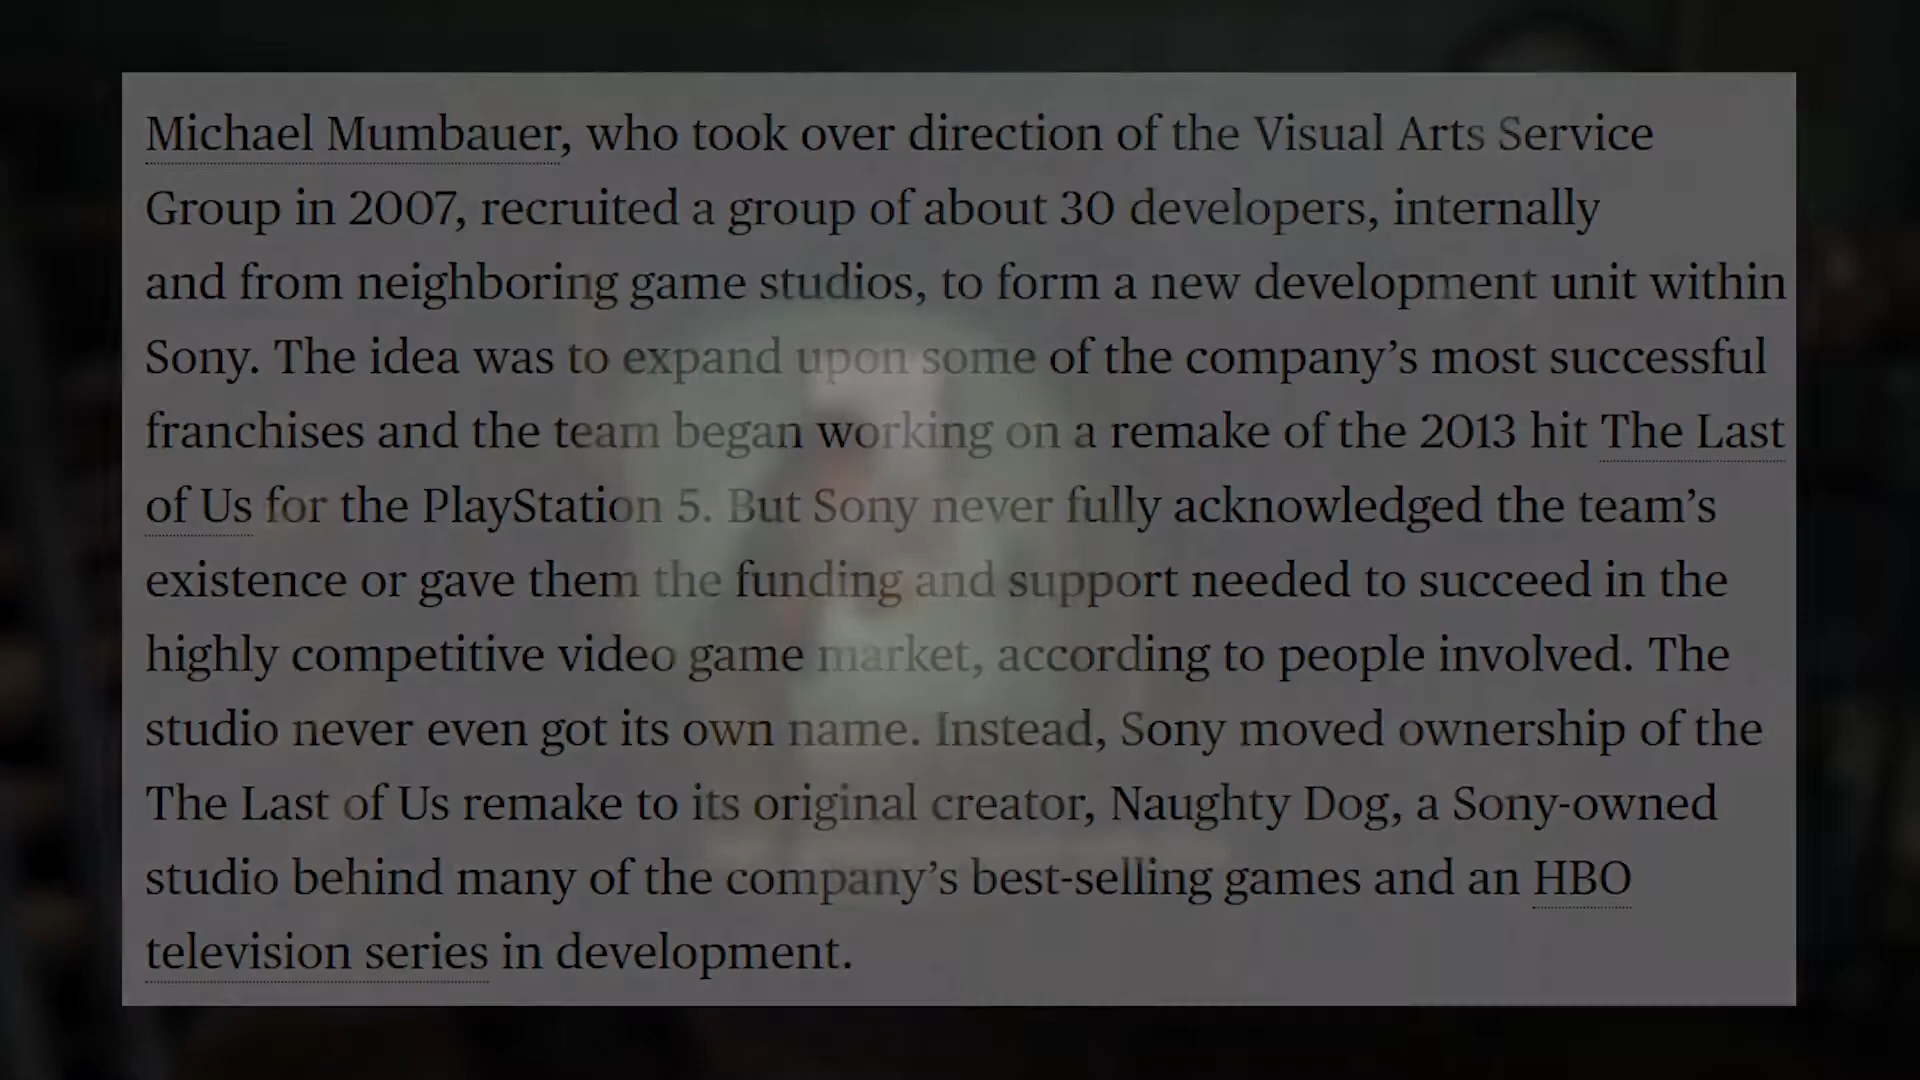 Michael Mumbauer, who took over direction of the Visual Arts Service
Group in 2007, recruited a group of about 30 developers, internally
and from neighboring game studios, to form a new development unit within
Sony. The idea was to expand upon some of the company’s most successful
franchises and the team began working on a remake of the 2013 hit The Last
of Us for the PlayStation 5. But Sony never fully acknowledged the team’s
existence or gave them the funding and support needed to succeed in the
highly competitive video game market, according to people involved. The
studio never even got its own name. Instead, Sony moved ownership of the
The Last of Us remake to its original creator, Naughty Dog, a Sony-owned
studio behind many of the company’s best-selling games and an HBO
television series in development.